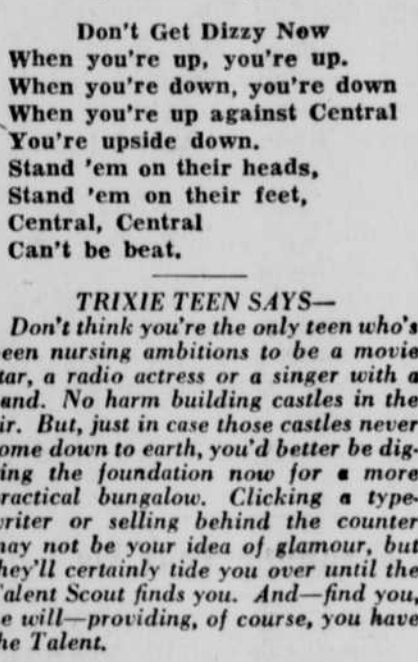 Don't Get Dizzy Now
When you're up, you're up.
When you're down, you're down
When you're up against Central
You're upside down.
Stand 'em on their heads,
Stand 'em on their feet,
Central, Central
Can't be beat.
TRIXIE TEEN SAYS—
Don't think you're the only teen who's
een nursing ambitions to be a movie
tar, a radio actress or a singer with a
and. No harm building castles in the
ir. But, just in case those castles never
ome down to earth, you'd better be dig-
ing the foundation now for a more
ractical bungalow. Clicking a type-
riter or selling behind the counter
ay not be your idea of glamour, but
hey'll certainly tide you over until the
alent Scout finds you. And—find you,
e will—providing, of course, you have
he Talent.